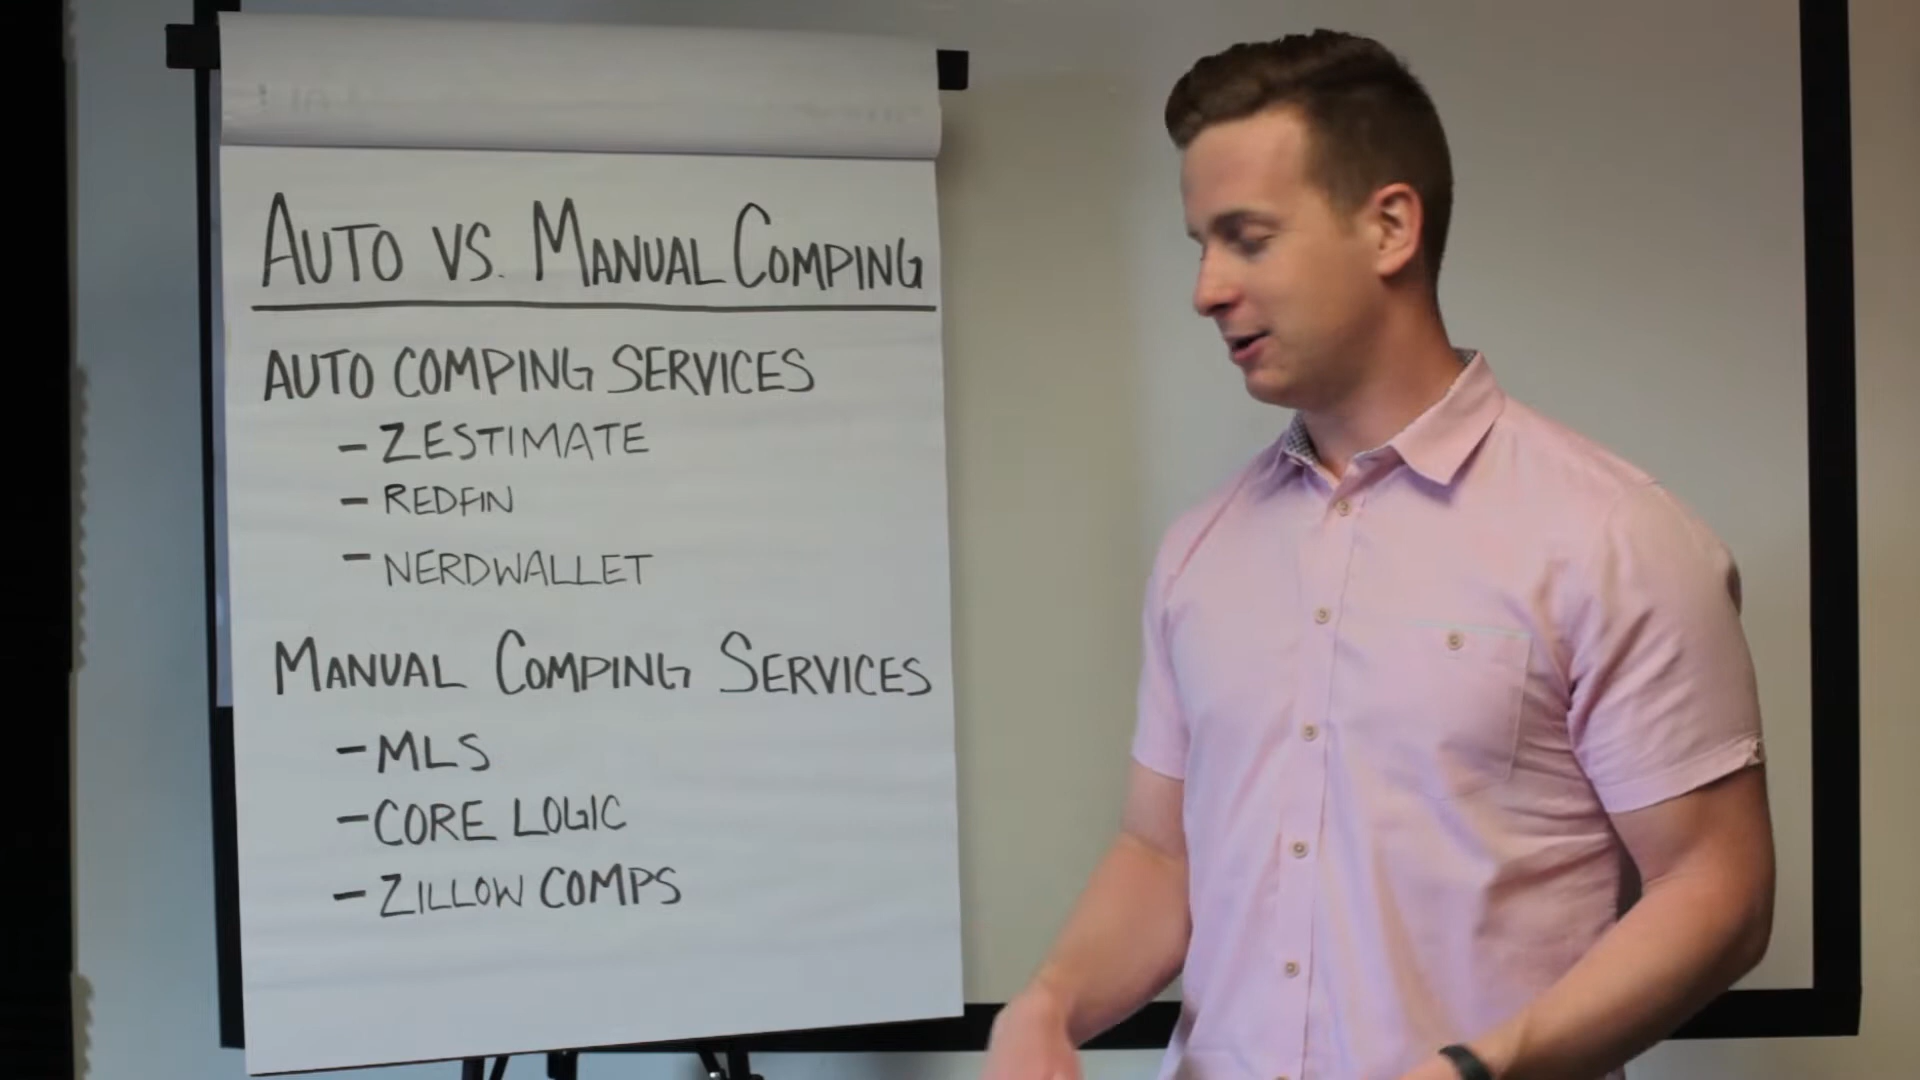 AUTO VS. MANUAL COMPING
AUTO COMPING SERVICES
- ZESTIMATE
- REDFIN
- NERDWALLET
MANUAL COMPING SERVICES
- MLS
- CORE LOGIC
- ZILLOW COMPS